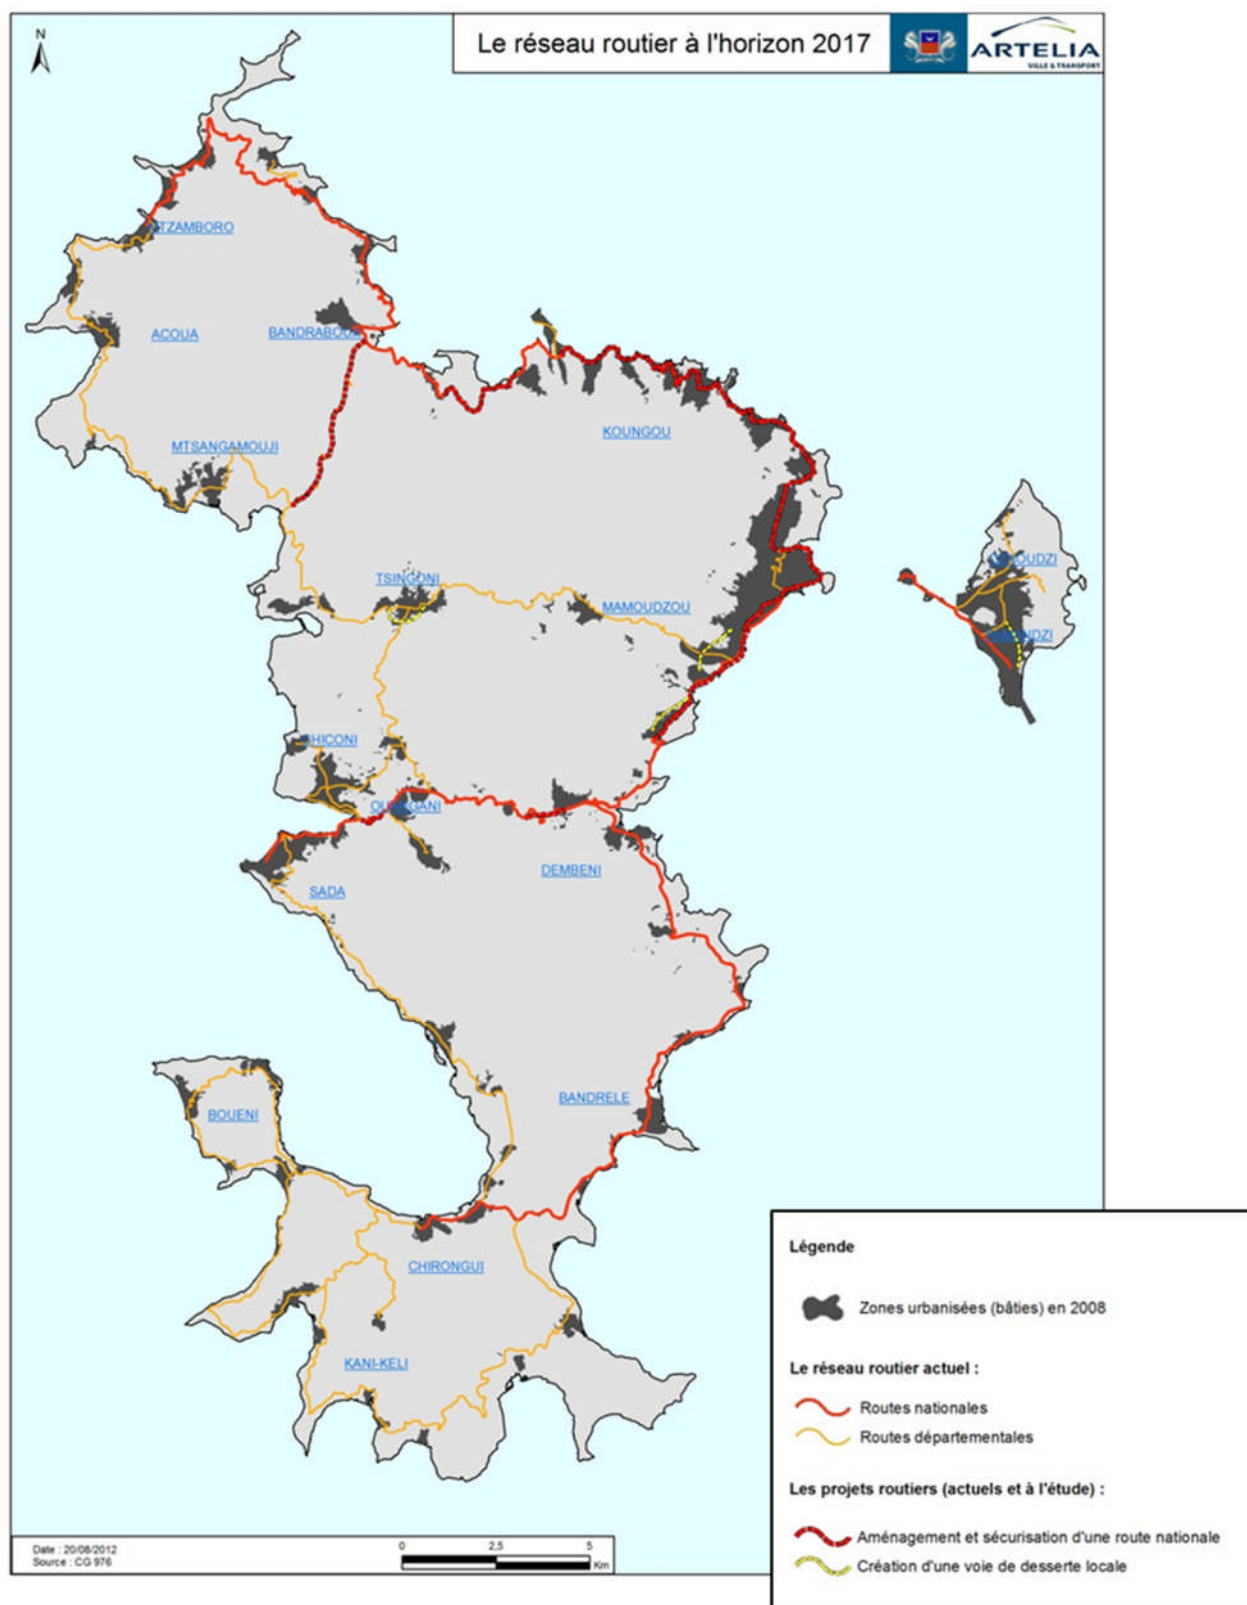 N
Le réseau routier à l'horizon 2017
ARTELIA
VILLE & TRANSPORT
MTZAMBORO
ACOUA
BANDRABOUA
KOUNGOU
MTSANGAMOUJI
TSINGONI
MAMOUDZOU
CHICONI
OUANGANI
DEMBENI
SADA
BANDRELE
BOUENI
CHIRONGUI
KANI-KELI
Légende
Zones urbanisées (bâties) en 2008
Le réseau routier actuel :
Routes nationales
Routes départementales
Les projets routiers (actuels et à l'étude) :
Aménagement et sécurisation d'une route nationale
Création d'une voie de desserte locale
Date : 20/08/2012
Source : CG 976
0 2,5 5
Km